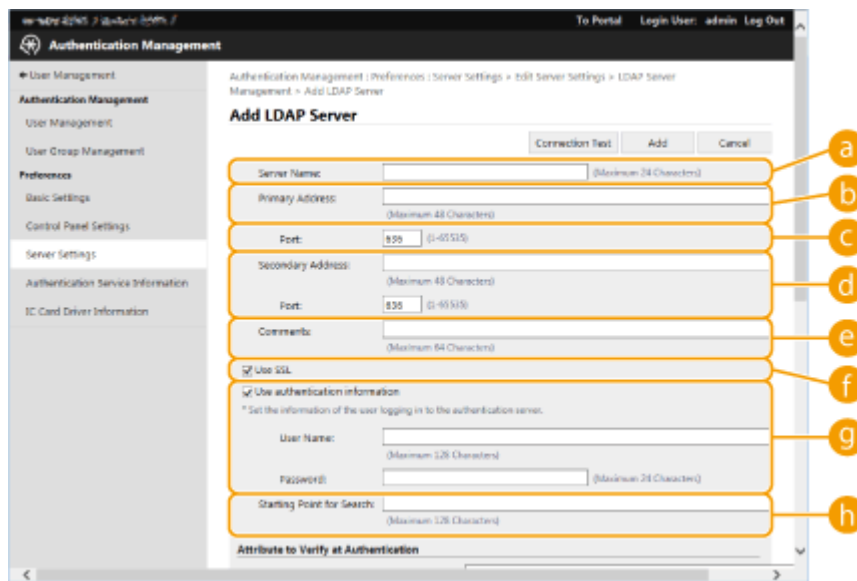 To Portal Login User: admin Log Out
Authentication Management
User Management
Authentication Management
User Management
User Group Management
Preferences
Basic Settings
Control Panel Settings
Server Settings
Authentication Service Information
IC Card Driver Information
Authentication Management : Preferences : Server Settings > Edit Server Settings > LDAP Server
Management > Add LDAP Server
Add LDAP Server
Connection Test Add Cancel
Server Name: (Maximum 24 Characters) a
Primary Address: b
(Maximum 48 Characters)
Port: 636 (1-65535) c
Secondary Address:
(Maximum 48 Characters) d
Port: 636 (1-65535)
Comments: e
(Maximum 64 Characters)
Use SSL f
Use authentication information
* Set the information of the user logging in to the authentication server.
User Name: g
(Maximum 128 Characters)
Password: (Maximum 24 Characters)
Starting Point for Search: h
(Maximum 128 Characters)
Attribute to Verify at Authentication